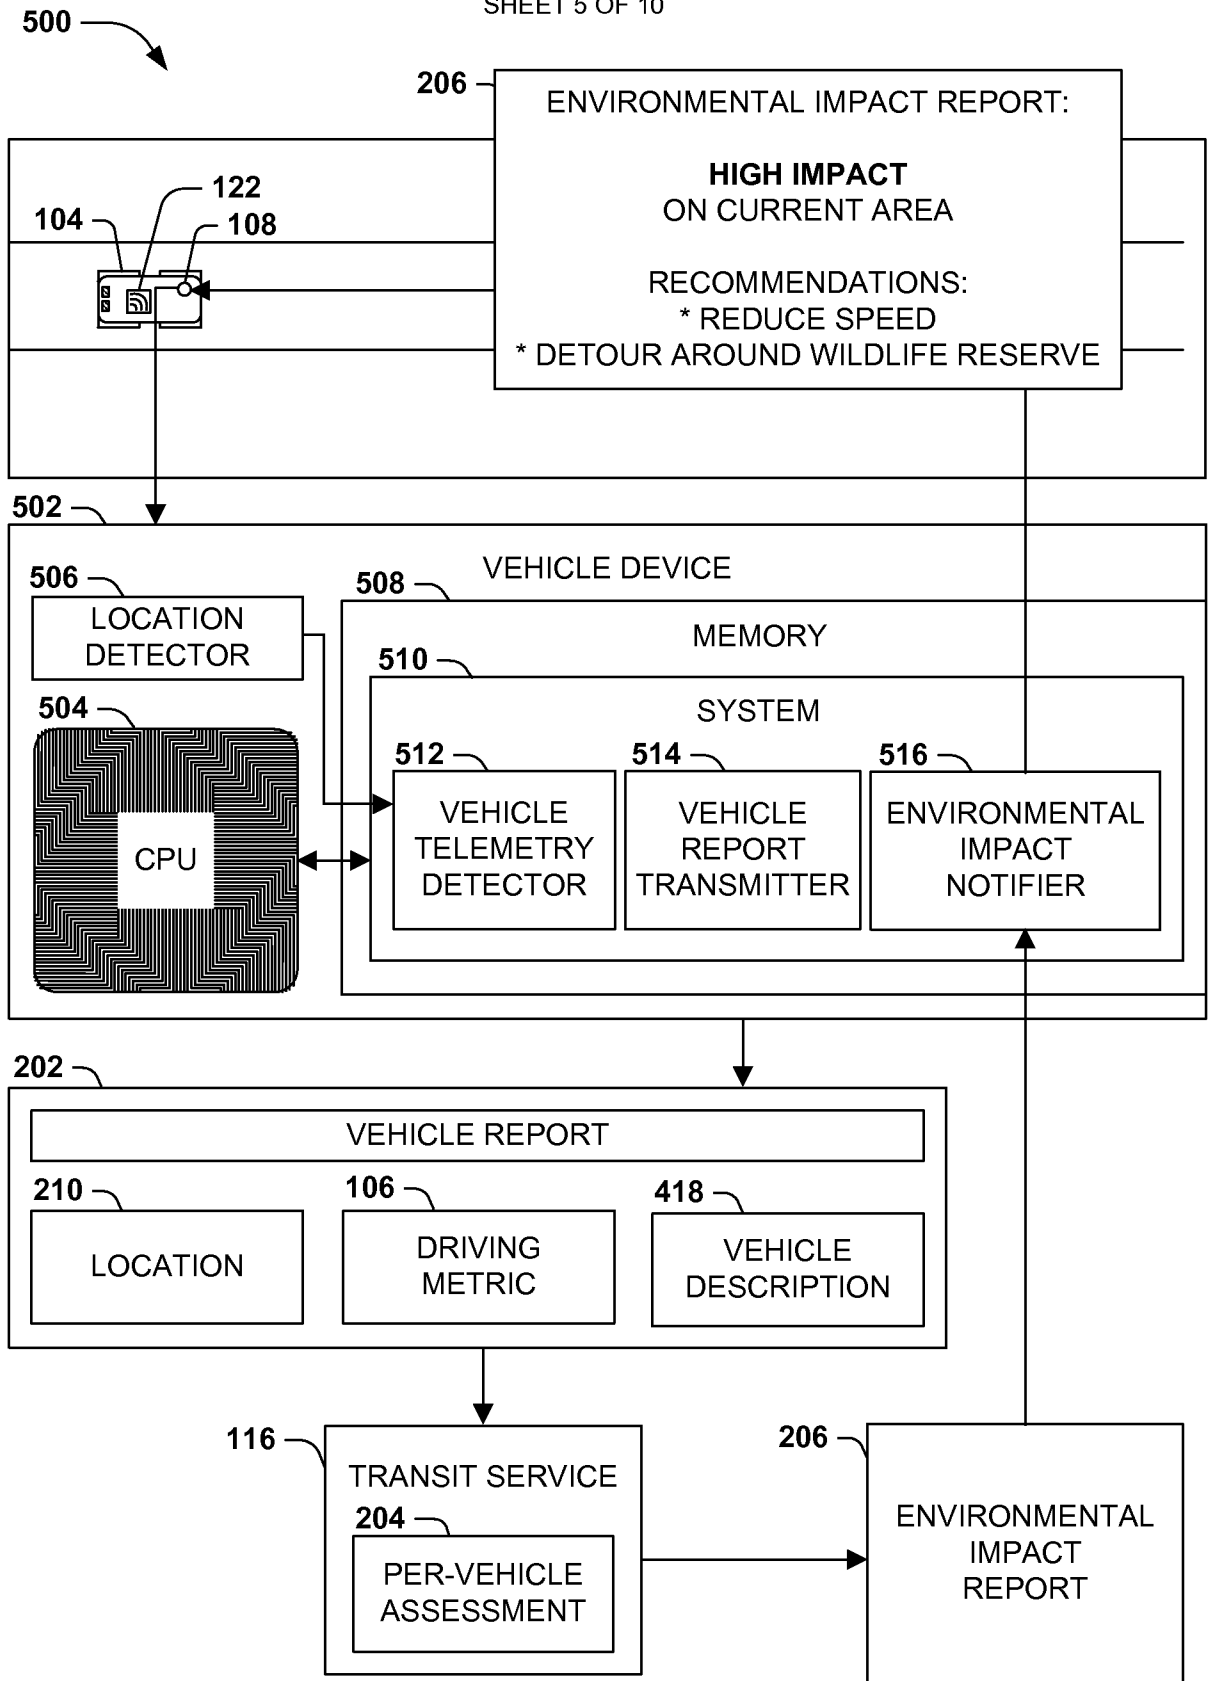 SHEET 5 OF 10
500
206
ENVIRONMENTAL IMPACT REPORT:
HIGH IMPACT
ON CURRENT AREA
RECOMMENDATIONS:
* REDUCE SPEED
* DETOUR AROUND WILDLIFE RESERVE
122
104
108
502
VEHICLE DEVICE
506
LOCATION
DETECTOR
508
MEMORY
510
SYSTEM
504
CPU
512
VEHICLE
TELEMETRY
DETECTOR
514
VEHICLE
REPORT
TRANSMITTER
516
ENVIRONMENTAL
IMPACT
NOTIFIER
202
VEHICLE REPORT
210
LOCATION
106
DRIVING
METRIC
418
VEHICLE
DESCRIPTION
116
TRANSIT SERVICE
204
PER-VEHICLE
ASSESSMENT
206
ENVIRONMENTAL
IMPACT
REPORT